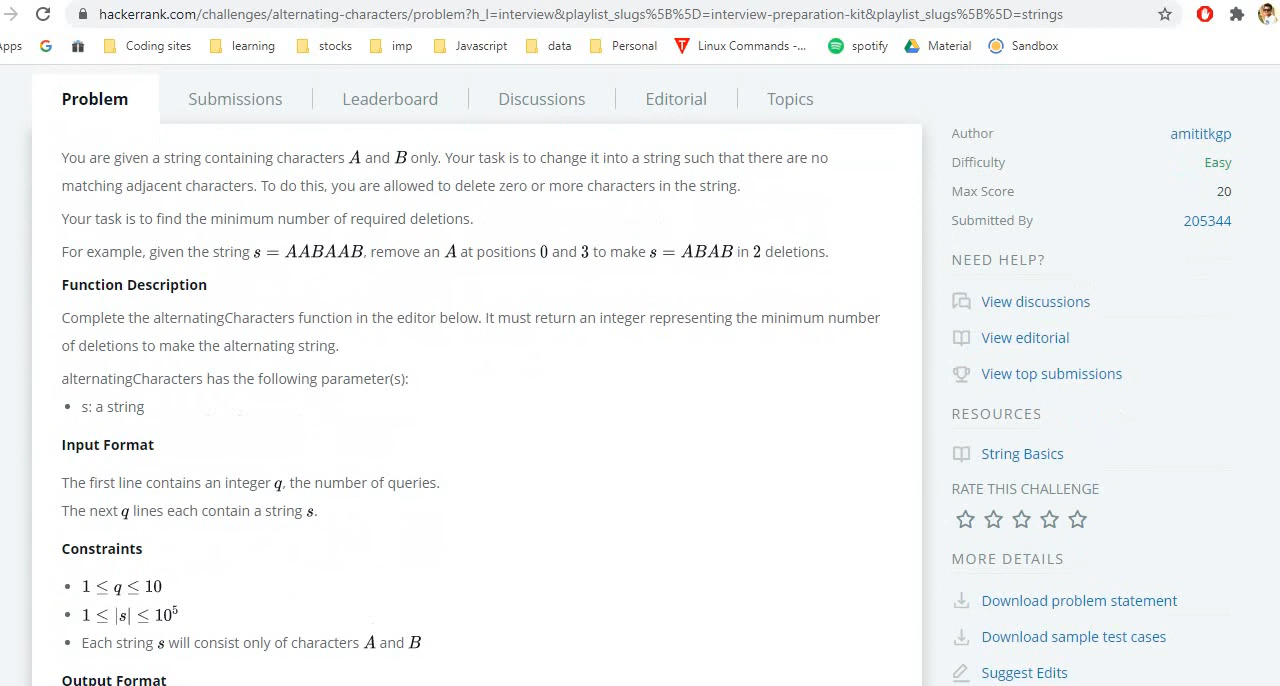 hackerrank.com/challenges/alternating-characters/problem?h_l=interview&playlist_slugs%5B%5D=interview-preparation-kit&playlist_slugs%5B%5D=strings
pps Coding sites learning stocks imp Javascript data Personal Linux Commands -... spotify Material Sandbox
Problem Submissions Leaderboard Discussions Editorial Topics
You are given a string containing characters A and B only. Your task is to change it into a string such that there are no
matching adjacent characters. To do this, you are allowed to delete zero or more characters in the string.
Your task is to find the minimum number of required deletions.
For example, given the string s = AABAAB, remove an A at positions 0 and 3 to make s = ABAB in 2 deletions.
Function Description
Complete the alternatingCharacters function in the editor below. It must return an integer representing the minimum number
of deletions to make the alternating string.
alternatingCharacters has the following parameter(s):
• s: a string
Input Format
The first line contains an integer q, the number of queries.
The next q lines each contain a string s.
Constraints
• 1 ≤ q ≤ 10
• 1 ≤ |s| ≤ 10⁵
• Each string s will consist only of characters A and B
Output Format
Author amititkgp
Difficulty Easy
Max Score 20
Submitted By 205344
NEED HELP?
View discussions
View editorial
View top submissions
RESOURCES
String Basics
RATE THIS CHALLENGE
MORE DETAILS
Download problem statement
Download sample test cases
Suggest Edits